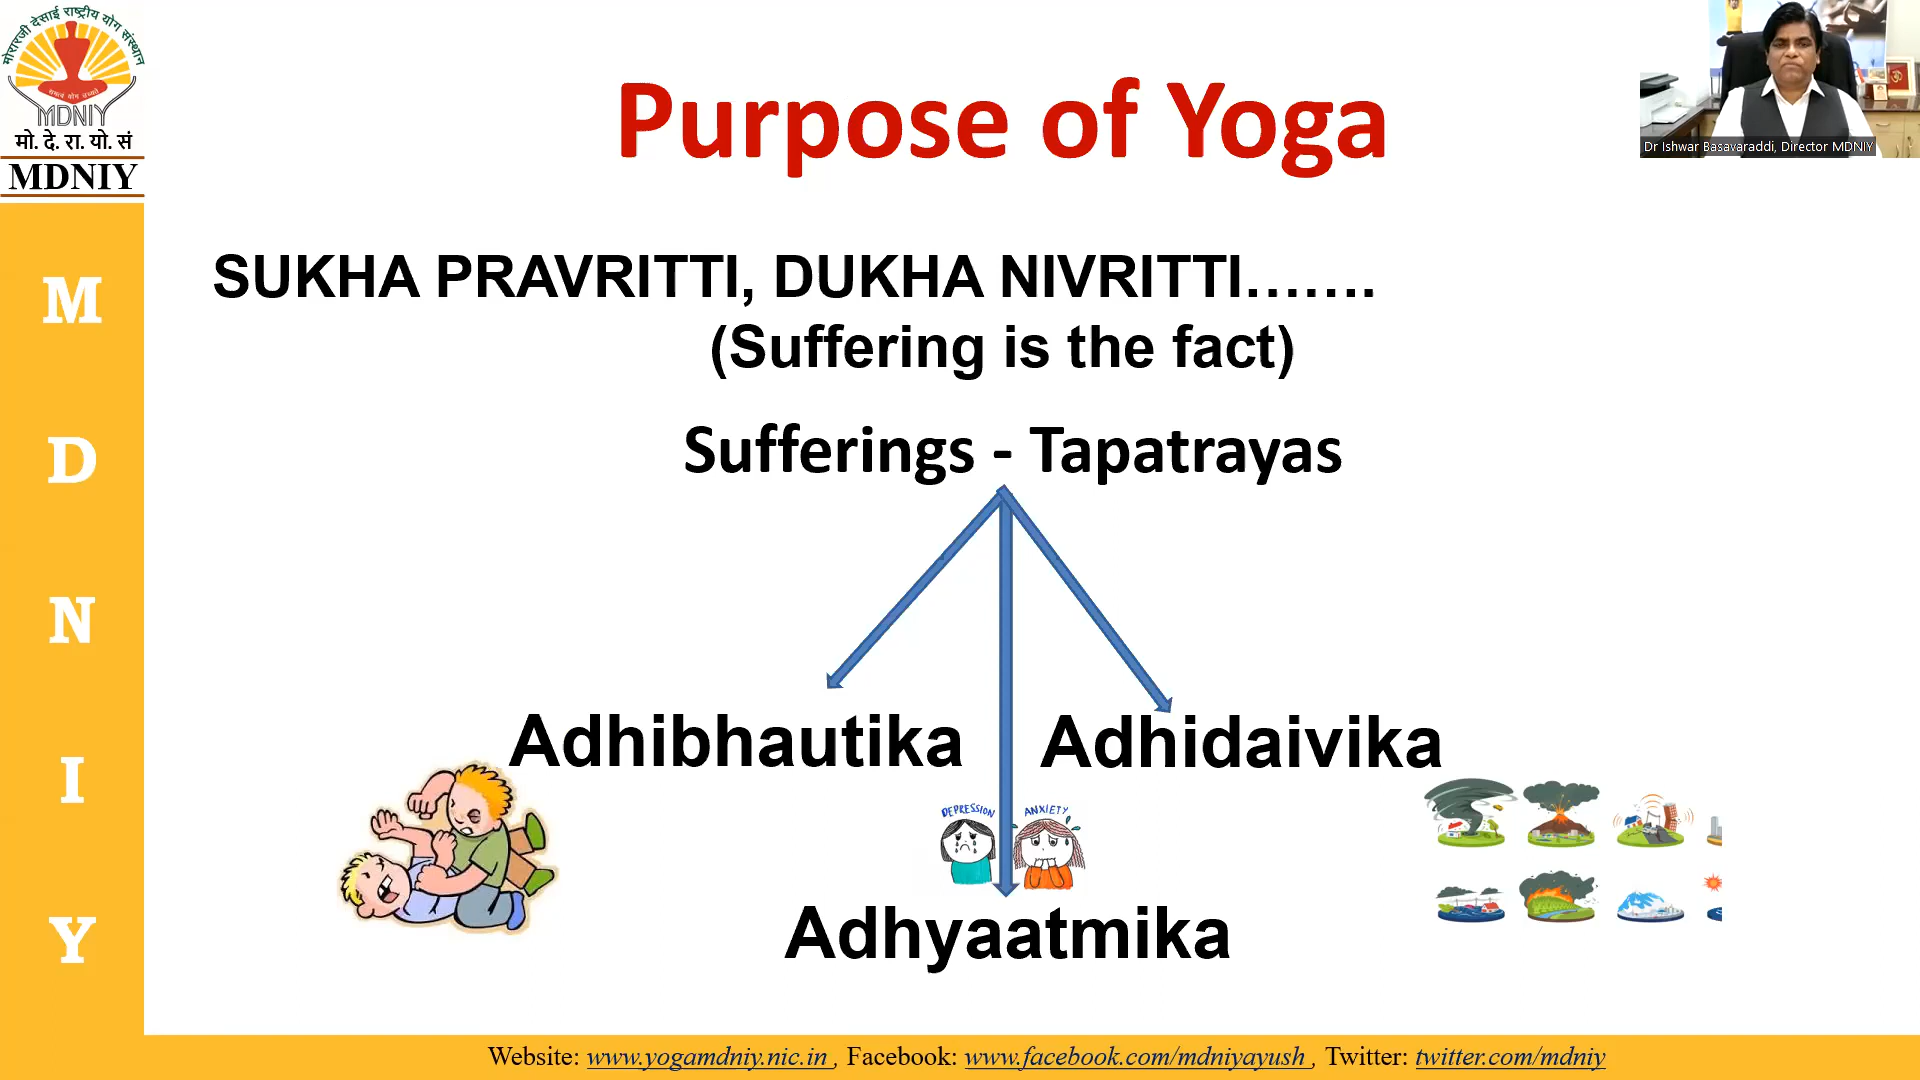 मोरारजी देसाई राष्ट्रीय योग संस्थान
MDNIY
मो. दे. रा. यो. सं
MDNIY
M
D
N
I
Y
Purpose of Yoga
Dr Ishwar Basavaraddi, Director MDNIY
SUKHA PRAVRITTI, DUKHA NIVRITTI.......
(Suffering is the fact)
Sufferings - Tapatrayas
Adhibhautika
Adhidaivika
DEPRESSION
ANXIETY
Adhyaatmika
Website: www.yogamdniy.nic.in , Facebook: www.facebook.com/mdniyayush , Twitter: twitter.com/mdniy